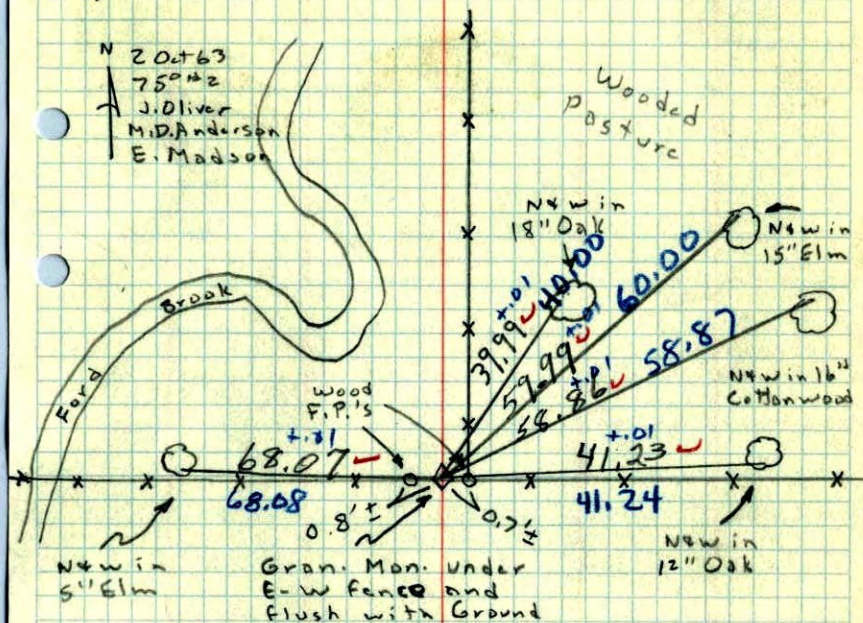 N
2 Oct 63
75°
J. Oliver
M.D. Anderson
E. Madson
Wooded
pasture
N & W in
18" Oak
N & W in
15" Elm
+.01
39.99 ✓ 40.00
+.01
59.99 ✓ 60.00
+.01
58.86 ✓ 58.87
N & W in 16"
Cottonwood
Ford Brook
Wood
F.P.'s
+.01
68.07 ✓
68.08
+.01
41.23 ✓
41.24
0.8' ±
0.7' ±
N & W in
5" Elm
Gran. Mon. under
E-W Fence and
flush with Ground
N & W in
12" Oak